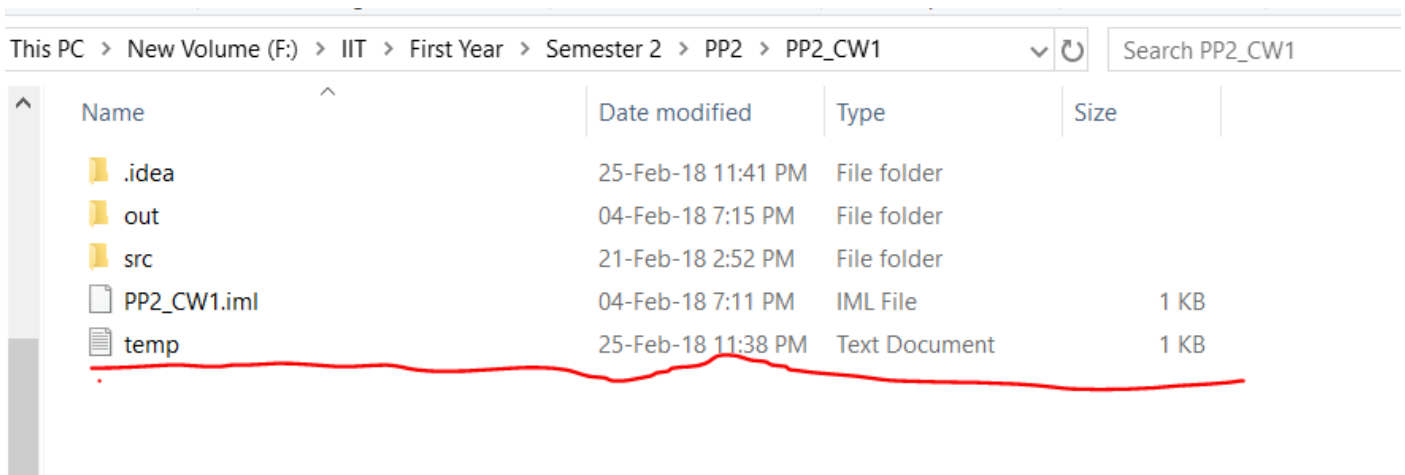 This PC > New Volume (F:) > IIT > First Year > Semester 2 > PP2 > PP2_CW1 Search PP2_CW1
Name Date modified Type Size
.idea 25-Feb-18 11:41 PM File folder
out 04-Feb-18 7:15 PM File folder
src 21-Feb-18 2:52 PM File folder
PP2_CW1.iml 04-Feb-18 7:11 PM IML File 1 KB
temp 25-Feb-18 11:38 PM Text Document 1 KB